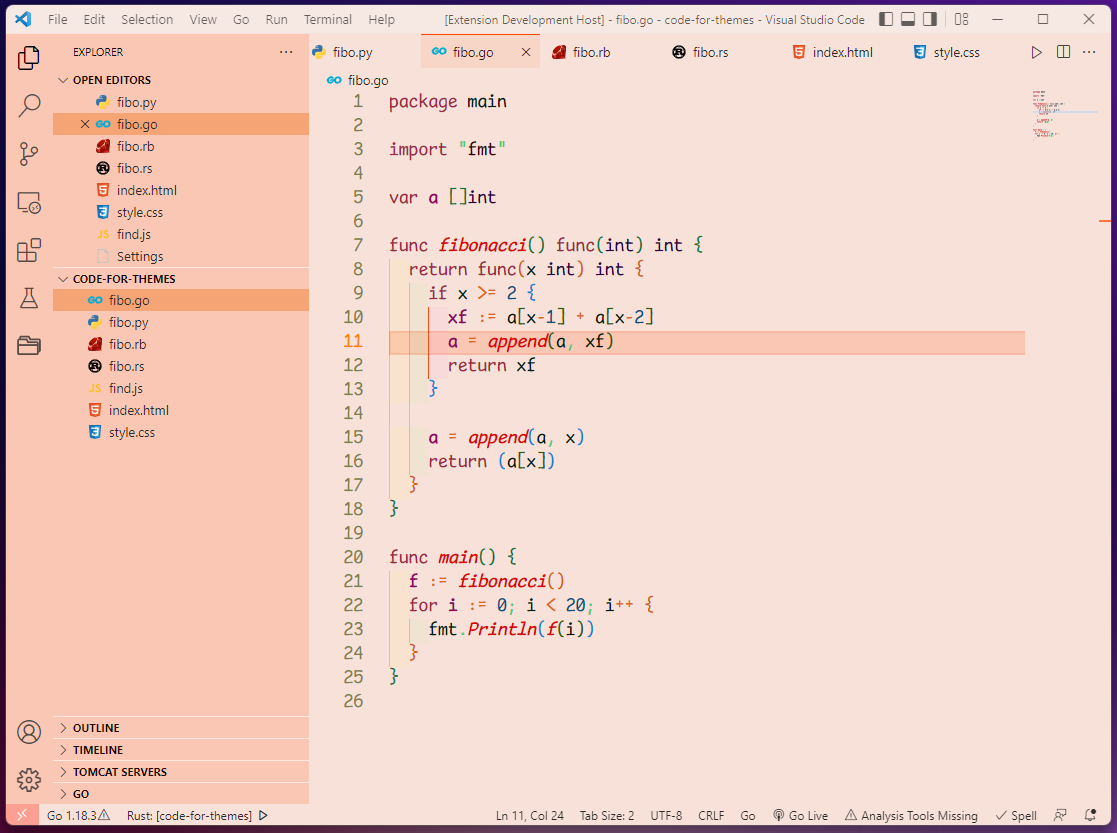 File Edit Selection View Go Run Terminal Help [Extension Development Host] - fibo.go - code-for-themes - Visual Studio Code
EXPLORER
fibo.py fibo.go fibo.rb fibo.rs index.html style.css
OPEN EDITORS
fibo.py
fibo.go
fibo.rb
fibo.rs
index.html
style.css
JS find.js
Settings
CODE-FOR-THEMES
fibo.go
fibo.py
fibo.rb
fibo.rs
JS find.js
index.html
style.css
OUTLINE
TIMELINE
TOMCAT SERVERS
GO
fibo.go
1 package main
2
3 import "fmt"
4
5 var a []int
6
7 func fibonacci() func(int) int {
8 return func(x int) int {
9 if x >= 2 {
10 xf := a[x-1] + a[x-2]
11 a = append(a, xf)
12 return xf
13 }
14
15 a = append(a, x)
16 return (a[x])
17 }
18 }
19
20 func main() {
21 f := fibonacci()
22 for i := 0; i < 20; i++ {
23 fmt.Println(f(i))
24 }
25 }
26
Go 1.18.3 Rust: [code-for-themes] Ln 11, Col 24 Tab Size: 2 UTF-8 CRLF Go Go Live Analysis Tools Missing Spell